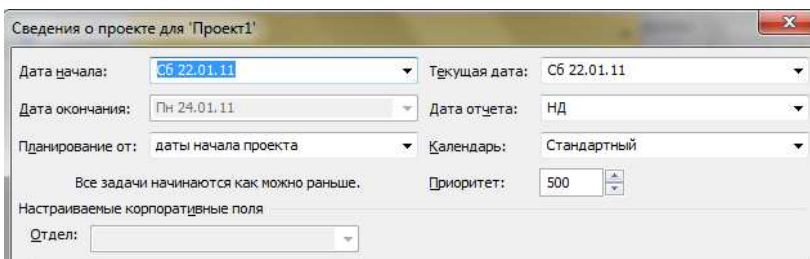 Сведения о проекте для 'Проект1'
Дата начала: Сб 22.01.11 Текущая дата: Сб 22.01.11
Дата окончания: Пн 24.01.11 Дата отчета: НД
Планирование от: даты начала проекта Календарь: Стандартный
Все задачи начинаются как можно раньше. Приоритет: 500
Настраиваемые корпоративные поля
Отдел: